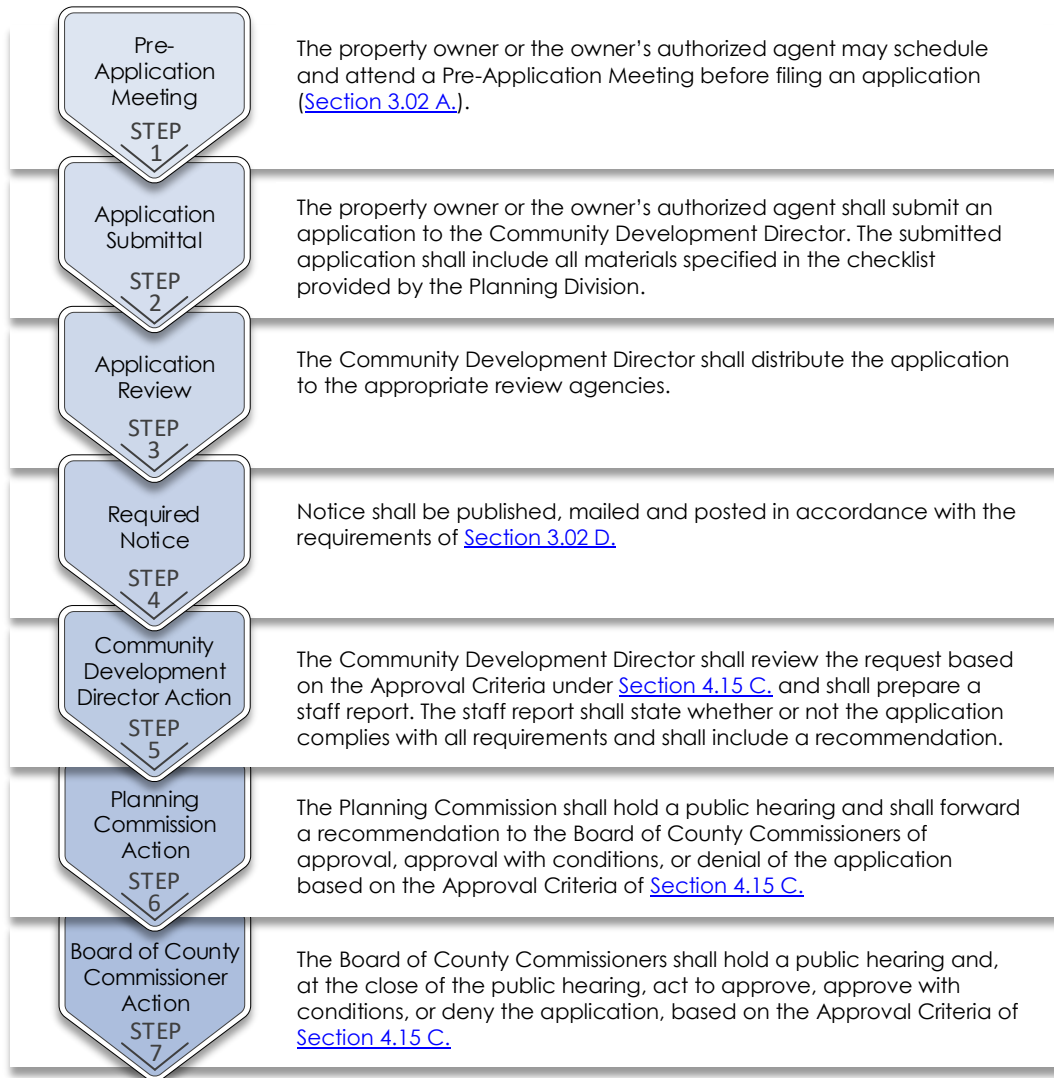 Pre-
Application
Meeting
STEP
1
The property owner or the owner’s authorized agent may schedule
and attend a Pre-Application Meeting before filing an application
(Section 3.02 A.).
Application
Submittal
STEP
2
The property owner or the owner’s authorized agent shall submit an
application to the Community Development Director. The submitted
application shall include all materials specified in the checklist
provided by the Planning Division.
Application
Review
STEP
3
The Community Development Director shall distribute the application
to the appropriate review agencies.
Required
Notice
STEP
4
Notice shall be published, mailed and posted in accordance with the
requirements of Section 3.02 D.
Community
Development
Director Action
STEP
5
The Community Development Director shall review the request based
on the Approval Criteria under Section 4.15 C. and shall prepare a
staff report. The staff report shall state whether or not the application
complies with all requirements and shall include a recommendation.
Planning
Commission
Action
STEP
6
The Planning Commission shall hold a public hearing and shall forward
a recommendation to the Board of County Commissioners of
approval, approval with conditions, or denial of the application
based on the Approval Criteria of Section 4.15 C.
Board of County
Commissioner
Action
STEP
7
The Board of County Commissioners shall hold a public hearing and,
at the close of the public hearing, act to approve, approve with
conditions, or deny the application, based on the Approval Criteria of
Section 4.15 C.